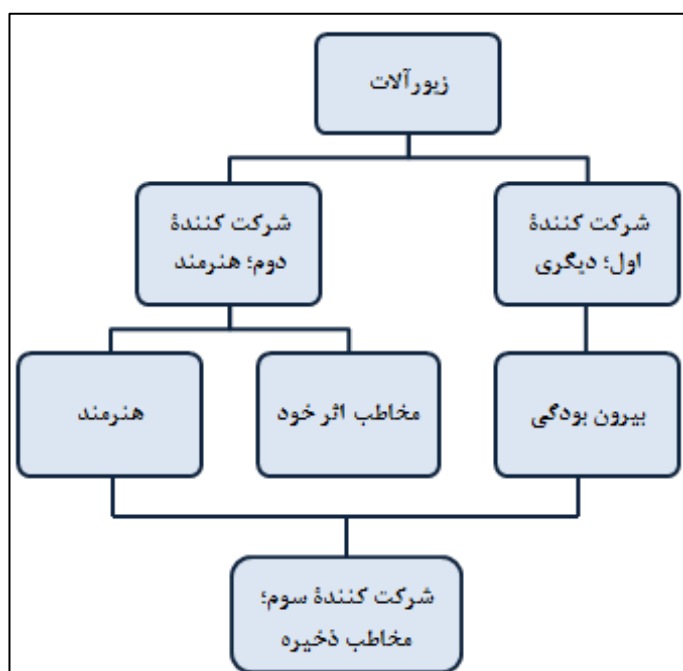 زیورآلات
شرکت کنندۀ
اول؛ دیگری
شرکت کنندۀ
دوم؛ هنرمند
بیرون بودگی
مخاطب اثر خود
هنرمند
شرکت کنندۀ سوم؛
مخاطب ذخیره